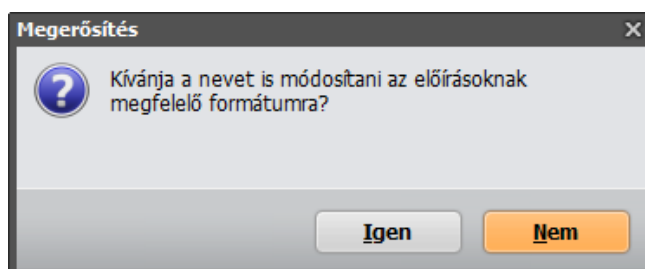 Megerősítés
Kívánja a nevet is módosítani az előírásoknak
megfelelő formátumra?
Igen
Nem